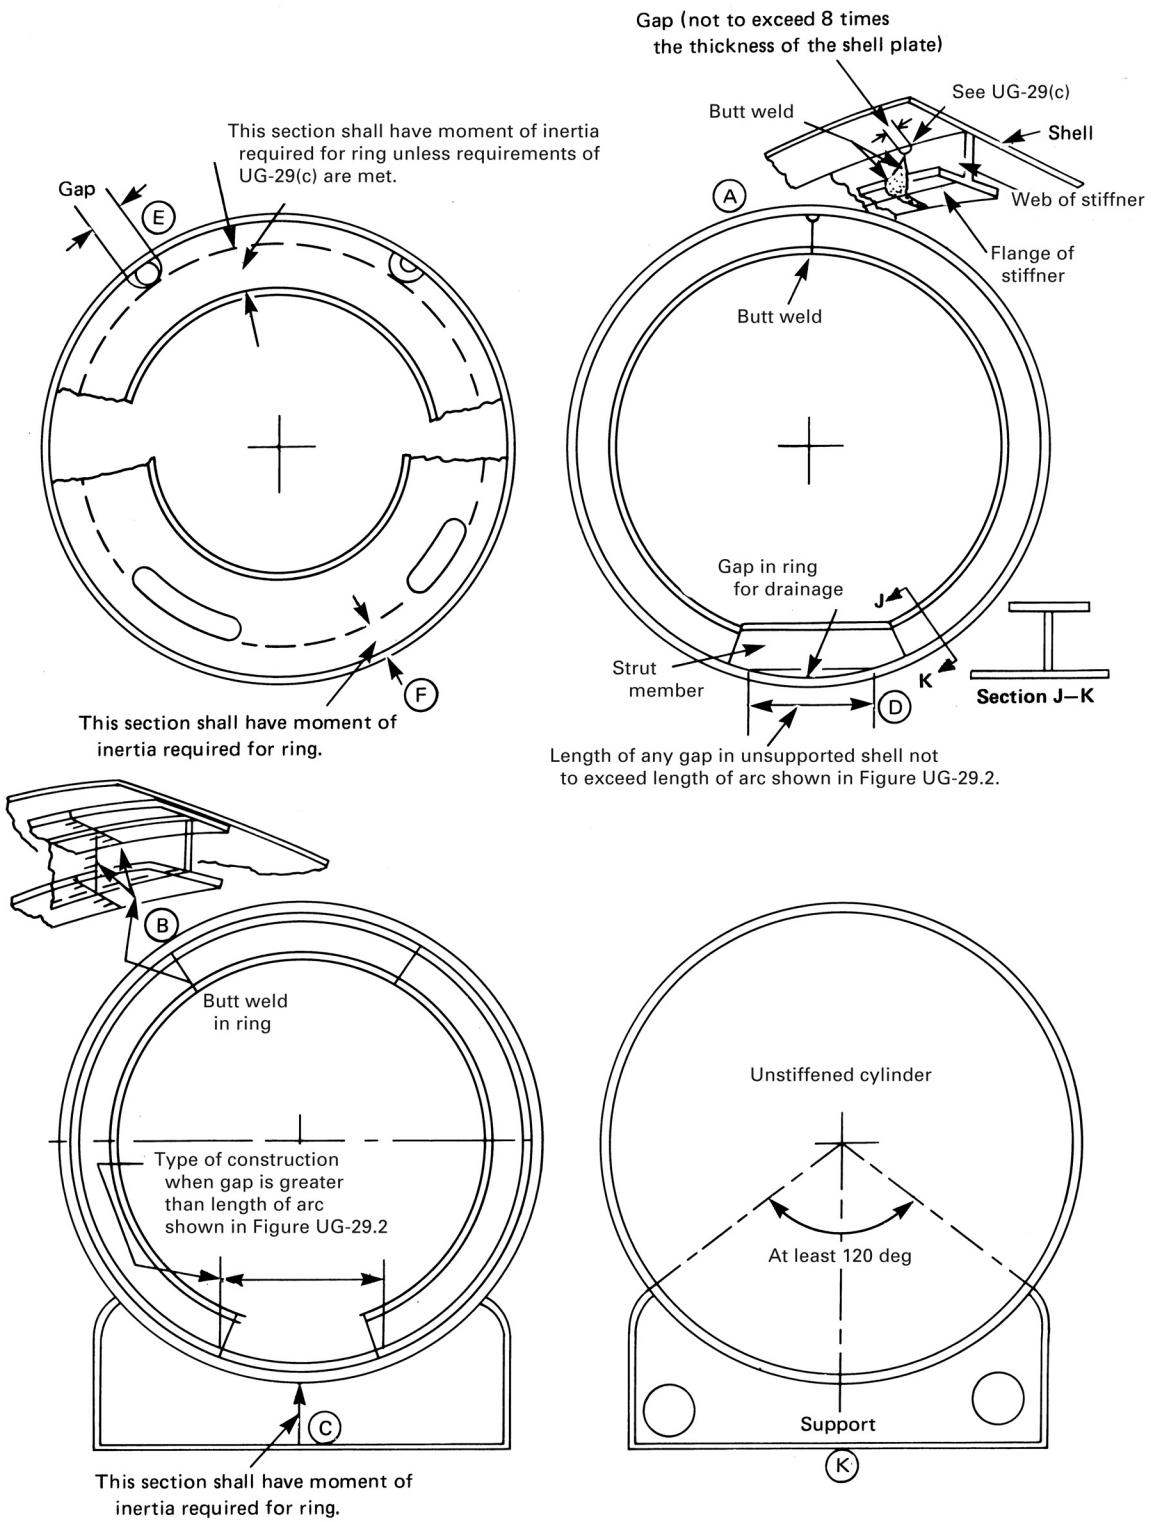 Gap (not to exceed 8 times
the thickness of the shell plate)
See UG-29(c)
Butt weld
Shell
Web of stiffner
Flange of
stiffner
A
Butt weld
This section shall have moment of inertia
required for ring unless requirements of
UG-29(c) are met.
Gap
E
F
This section shall have moment of
inertia required for ring.
Gap in ring
for drainage
J
K
Strut
member
D
Section J—K
Length of any gap in unsupported shell not
to exceed length of arc shown in Figure UG-29.2.
B
Butt weld
in ring
Type of construction
when gap is greater
than length of arc
shown in Figure UG-29.2
C
This section shall have moment of
inertia required for ring.
Unstiffened cylinder
At least 120 deg
Support
K